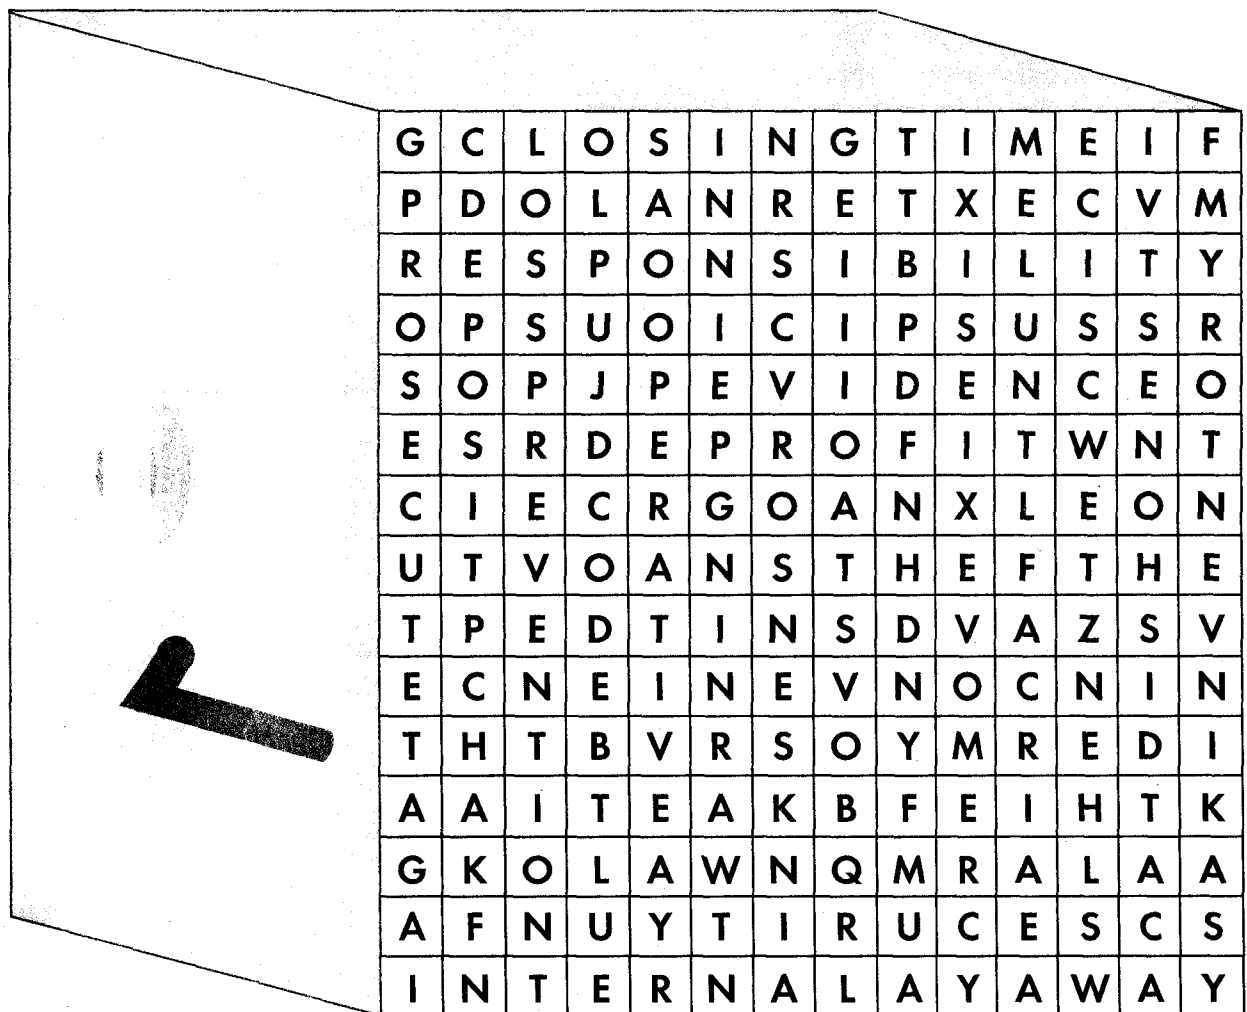 G C L O S I N G T I M E I F
P D O L A N R E T X E C V M
R E S P O N S I B I L I T Y
O P S U O I C I P S U S S R
S O P J P E V I D E N C E O
E S R D E P R O F I T W N T
C I E C R G O A N X L E O N
U T V O A N S T H E F T H E
T P E D T I N S D V A Z S V
E C N E I N E V N O C N I N
T H T B V R S O Y M R E D I
A A I T E A K B F E I H T K
G K O L A W N Q M R A L A A
A F N U Y T I R U C E S C S
I N T E R N A L A Y A W A Y